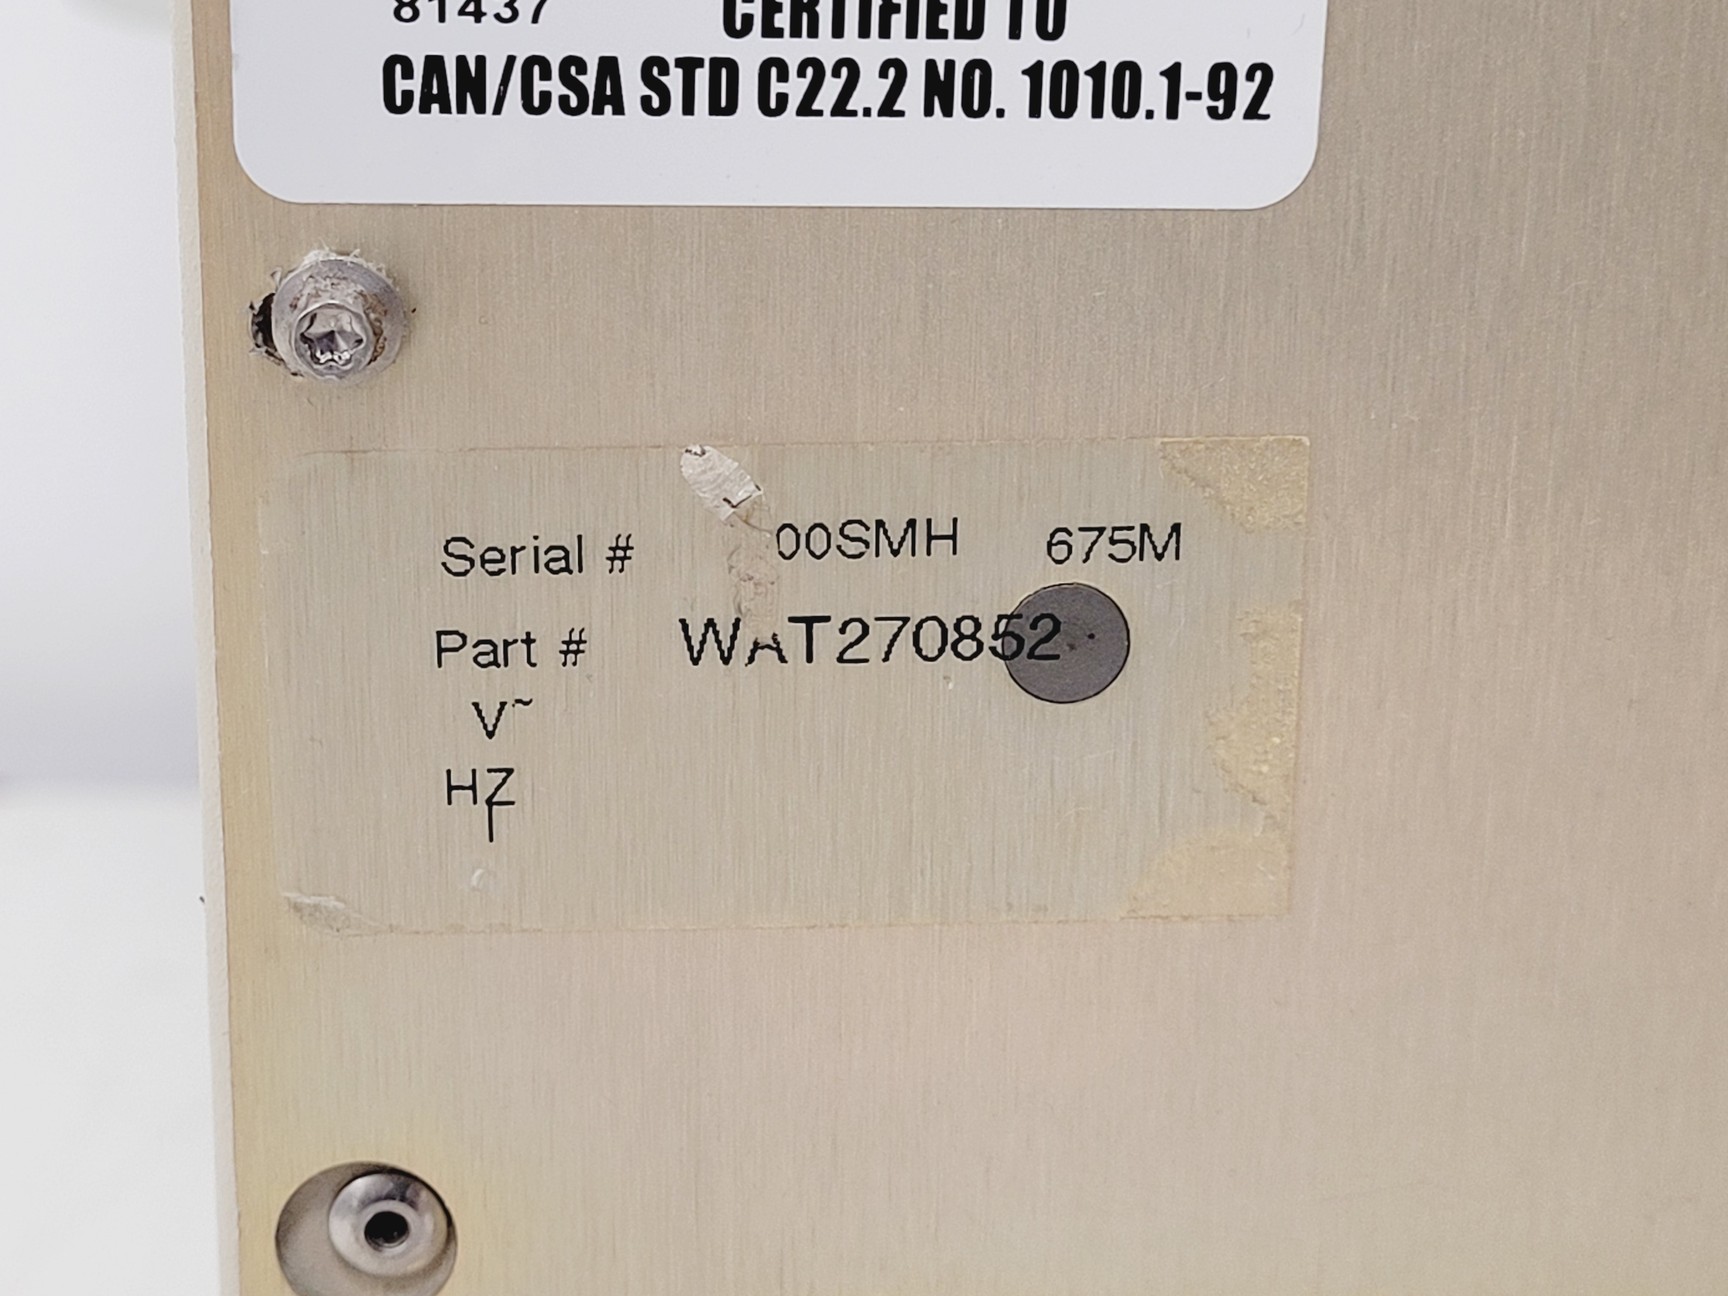 81437 CERTIFIED TO
CAN/CSA STD C22.2 NO. 1010.1-92
Serial # 00SMH 675M
Part # WAT270852
V~
HZ